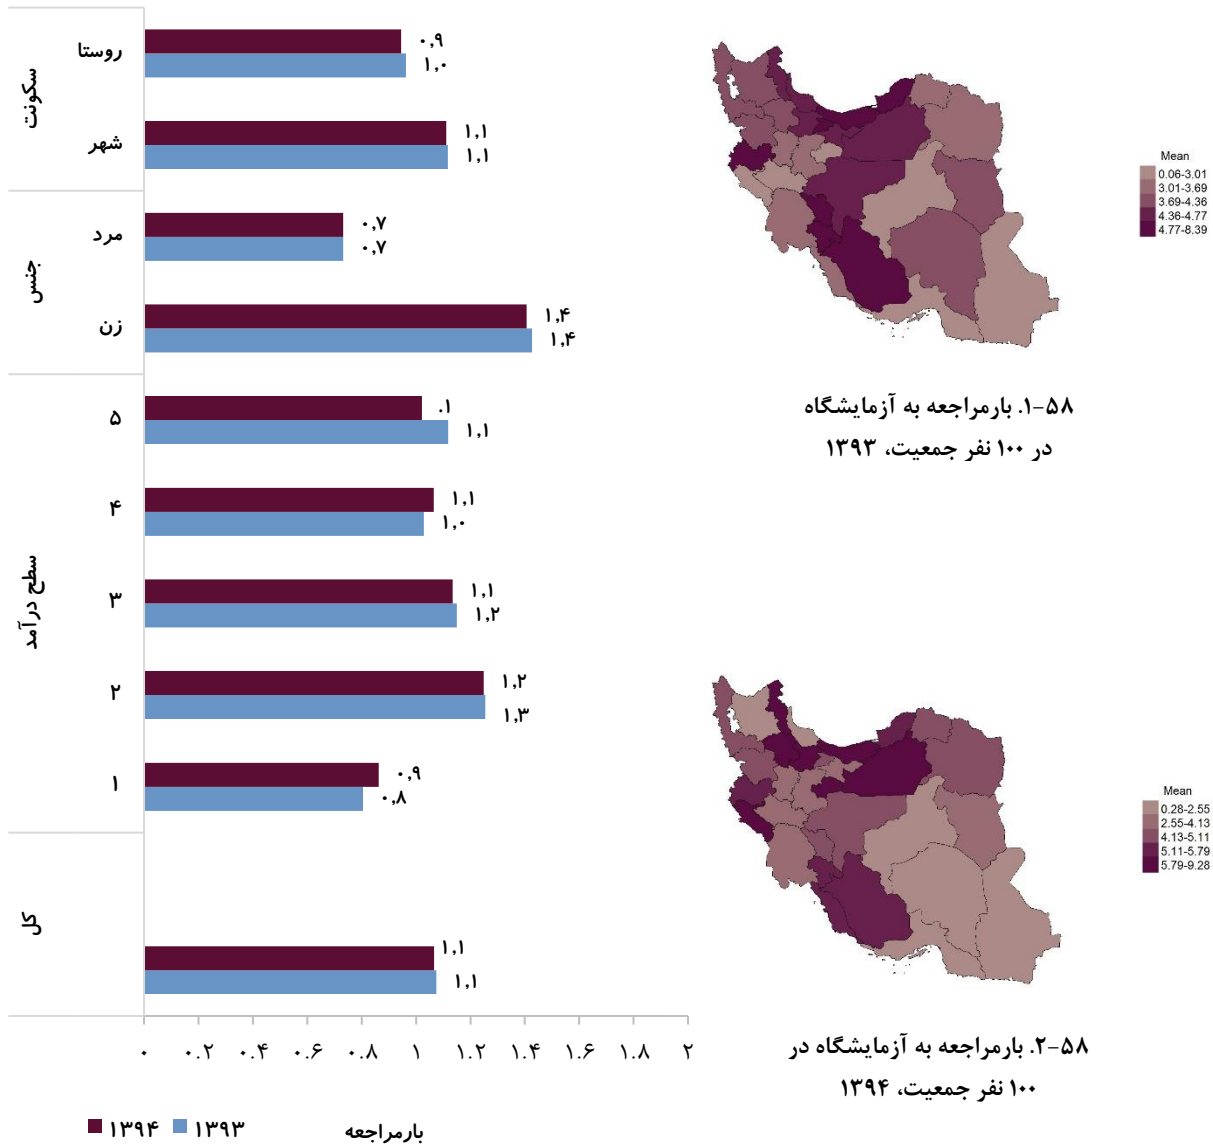 سکونت
روستا
۰,۹
۱,۰
شهر
۱,۱
۱,۱
جنس
مرد
۰,۷
۰,۷
زن
۱,۴
۱,۴
سطح درآمد
۵
۰۱
۱,۱
۴
۱,۱
۱,۰
۳
۱,۱
۱,۲
۲
۱,۲
۱,۳
۱
۰,۹
۰,۸
کل
۱,۱
۱,۱
۰ ۰.۲ ۰.۴ ۰.۶ ۰.۸ ۱ ۱.۲ ۱.۴ ۱.۶ ۱.۸ ۲
بارمراجعه
۱۳۹۳ ۱۳۹۴
Mean
0.06-3.01
3.01-3.69
3.69-4.36
4.36-4.77
4.77-8.39
۱-۵۸. بارمراجعه به آزمایشگاه
در ۱۰۰ نفر جمعیت، ۱۳۹۳
Mean
0.28-2.55
2.55-4.13
4.13-5.11
5.11-5.79
5.79-9.28
۲-۵۸. بارمراجعه به آزمایشگاه در
۱۰۰ نفر جمعیت، ۱۳۹۴